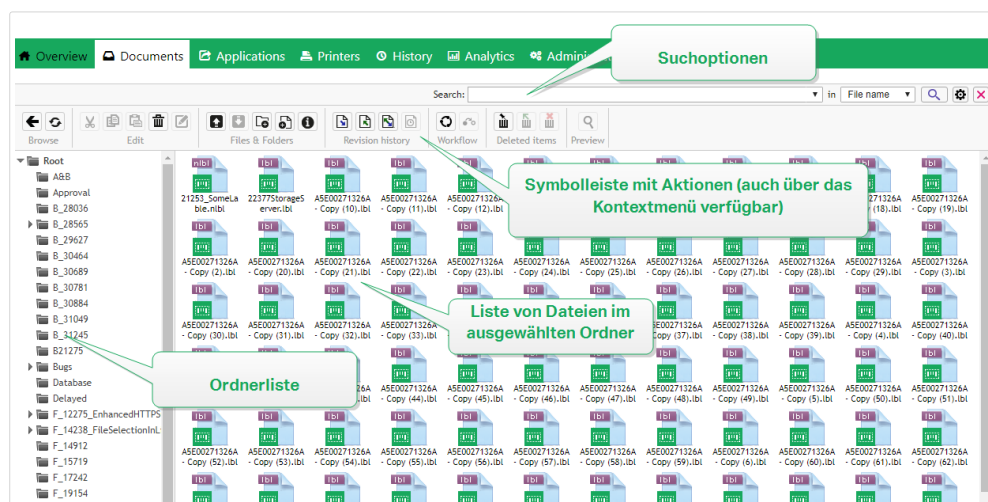 Overview
Documents
Applications
Printers
History
Analytics
Suchoptionen
Search:
in
File name
Browse
Edit
Files & Folders
Revision history
Workflow
Deleted items
Preview
Symbolleiste mit Aktionen (auch über das
Kontextmenü verfügbar)
Root
A&B
Approval
B_28036
B_28565
B_29627
B_30464
B_30689
B_30781
B_30884
B_31049
B_31245
B21275
Bugs
Database
Delayed
F_12275_EnhancedHTTPS
F_14238_FileSelectionInL
F_14912
F_15719
F_17242
F_19154
21253_SomeLa 22377StorageS A5E00271326A A5E00271326A A5E00271326A A5E00271326A
ble.nlbl erver.lbl - Copy (10).lbl - Copy (11).lbl - Copy (12).lbl (18).lbl - Copy (19).lbl
A5E00271326A A5E00271326A A5E00271326A A5E00271326A A5E00271326A A5E00271326A A5E00271326A A5E00271326A A5E00271326A A5E00271326A A5E00271326A A5E00271326A
- Copy (2).lbl - Copy (20).lbl - Copy (21).lbl - Copy (22).lbl - Copy (23).lbl - Copy (24).lbl - Copy (25).lbl - Copy (26).lbl - Copy (27).lbl - Copy (28).lbl - Copy (29).lbl - Copy (3).lbl
Liste von Dateien im
ausgewählten Ordner
A5E00271326A A5E00271326A A5E00271326A A5E00271326A A5E00271326A A5E00271326A A5E00271326A A5E00271326A
- Copy (30).lbl - Copy (31).lbl - Copy (32).lbl - Copy (33).lbl (37).lbl - Copy (38).lbl - Copy (39).lbl - Copy (4).lbl - Copy (40).lbl
Ordnerliste
A5E00271326A A5E00271326A A5E00271326A A5E00271326A A5E00271326A A5E00271326A A5E00271326A A5E00271326A A5E00271326A
- Copy (44).lbl - Copy (45).lbl - Copy (46).lbl - Copy (47).lbl - Copy (48).lbl - Copy (49).lbl - Copy (5).lbl - Copy (50).lbl - Copy (51).lbl
A5E00271326A A5E00271326A A5E00271326A A5E00271326A A5E00271326A A5E00271326A A5E00271326A A5E00271326A A5E00271326A A5E00271326A A5E00271326A A5E00271326A
- Copy (52).lbl - Copy (53).lbl - Copy (54).lbl - Copy (55).lbl - Copy (56).lbl - Copy (57).lbl - Copy (58).lbl - Copy (59).lbl - Copy (6).lbl - Copy (60).lbl - Copy (61).lbl - Copy (62).lbl